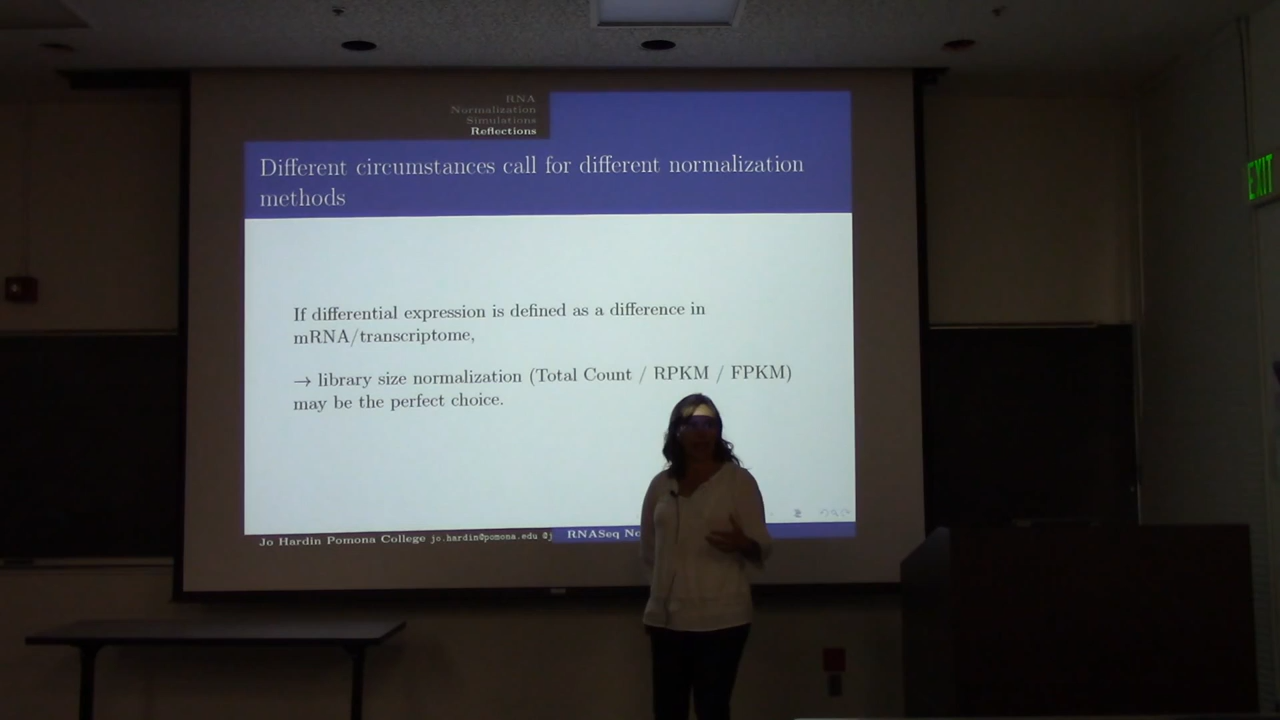 RNA
Normalization
Simulations
Reflections
Different circumstances call for different normalization
methods
If differential expression is defined as a difference in
mRNA/transcriptome,
→ library size normalization (Total Count / RPKM / FPKM)
may be the perfect choice.
Jo Hardin Pomona College jo.hardin@pomona.edu @j
RNASeq No
EXIT